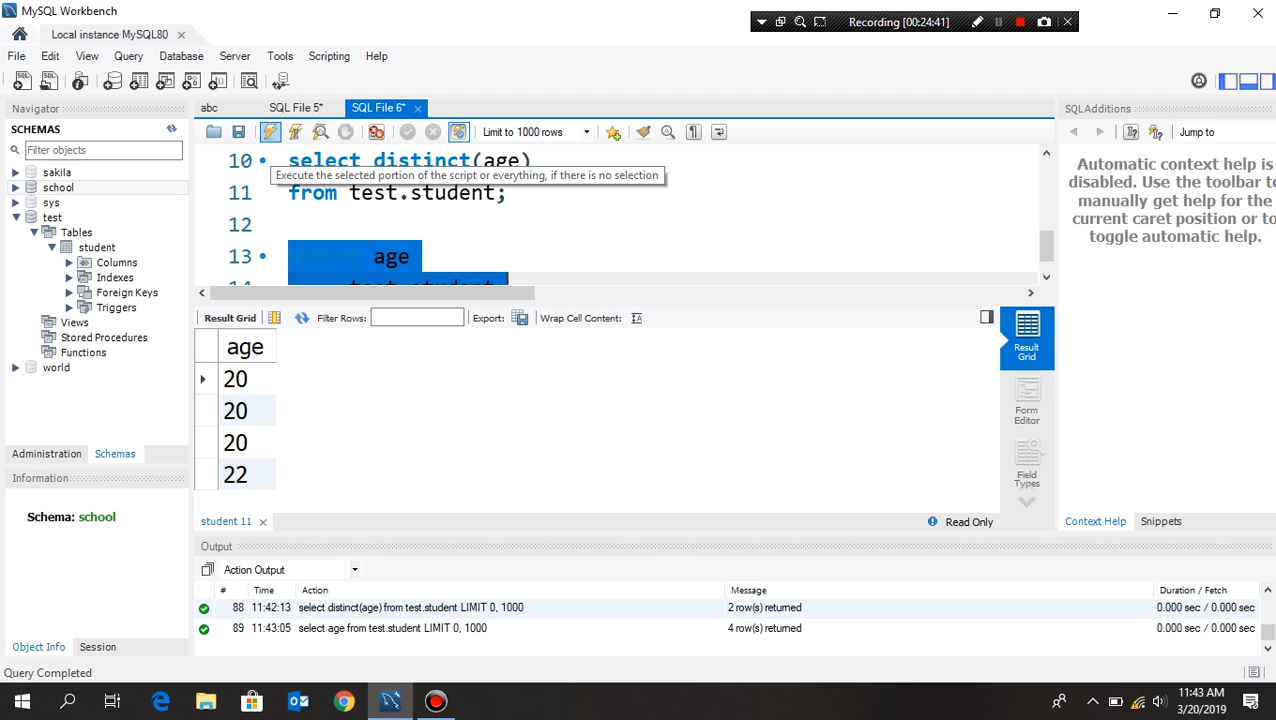 MySQL Workbench
Recording [00:24:41]
Local instance MySQL80
File Edit View Query Database Server Tools Scripting Help
Navigator
SCHEMAS
Filter objects
sakila
school
sys
test
Tables
student
Columns
Indexes
Foreign Keys
Triggers
Views
Stored Procedures
Functions
world
Administration Schemas
Information
Schema: school
Object Info Session
abc SQL File 5* SQL File 6*
Limit to 1000 rows
10 select distinct(age)
Execute the selected portion of the script or everything, if there is no selection
11 from test.student;
12
13 age
14 test.student;
Result Grid Filter Rows: Export: Wrap Cell Content:
age
20
20
20
22
Result Grid
Form Editor
Field Types
student 11 Read Only
SQLAdditions
Jump to
Automatic context help is
disabled. Use the toolbar to
manually get help for the
current caret position or to
toggle automatic help.
Context Help Snippets
Output
Action Output
# Time Action Message Duration / Fetch
88 11:42:13 select distinct(age) from test.student LIMIT 0, 1000 2 row(s) returned 0.000 sec / 0.000 sec
89 11:43:05 select age from test.student LIMIT 0, 1000 4 row(s) returned 0.000 sec / 0.000 sec
Query Completed
11:43 AM
3/20/2019